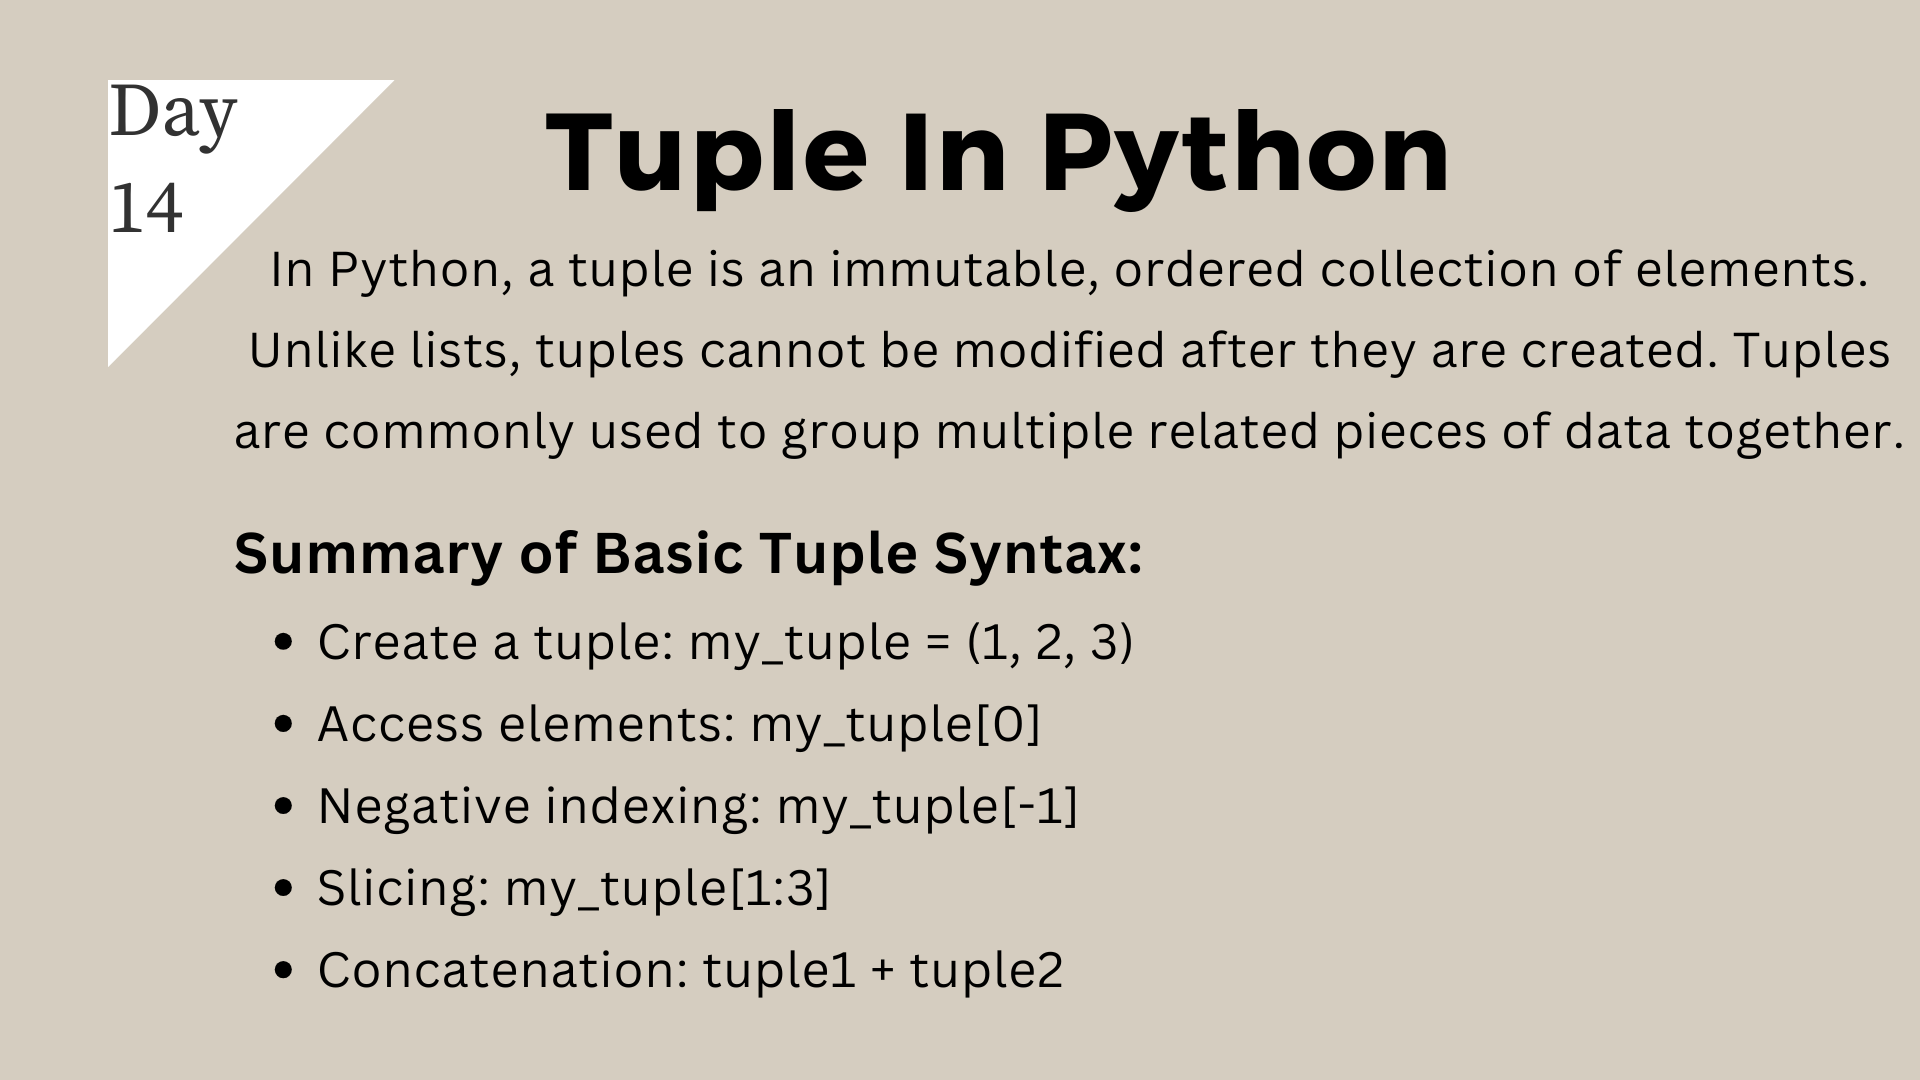 Day
14
Tuple In Python
In Python, a tuple is an immutable, ordered collection of elements.
Unlike lists, tuples cannot be modified after they are created. Tuples
are commonly used to group multiple related pieces of data together.
Summary of Basic Tuple Syntax:
• Create a tuple: my_tuple = (1, 2, 3)
• Access elements: my_tuple[0]
• Negative indexing: my_tuple[-1]
• Slicing: my_tuple[1:3]
• Concatenation: tuple1 + tuple2